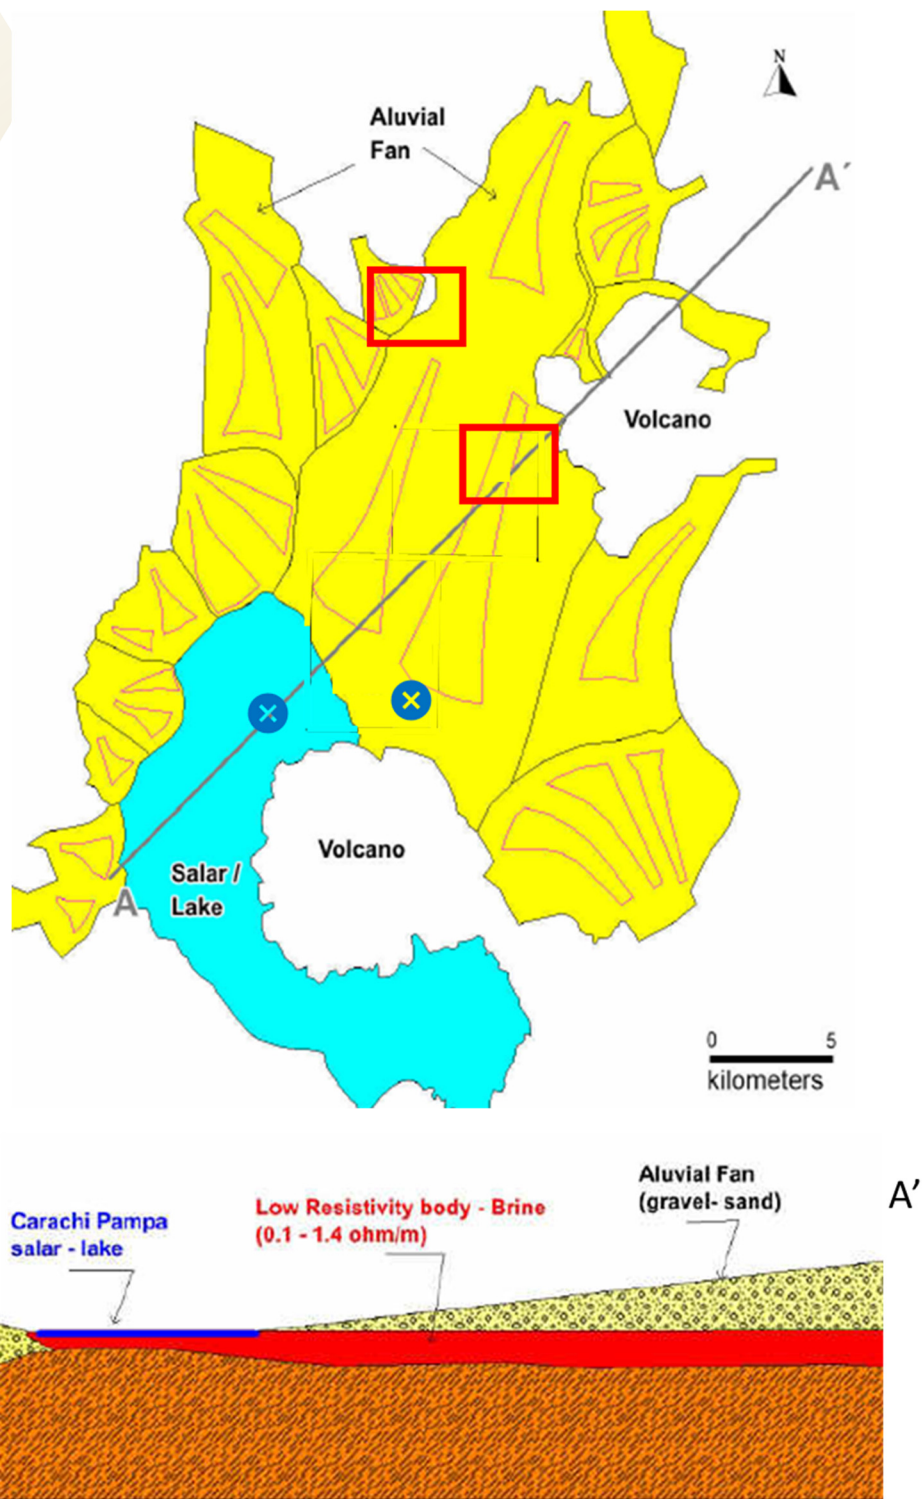 N
Aluvial
Fan
A´
Volcano
Volcano
Salar /
Lake
A
0 5
kilometers
Aluvial Fan
(gravel- sand)
A’
Low Resistivity body - Brine
(0.1 - 1.4 ohm/m)
Carachi Pampa
salar - lake